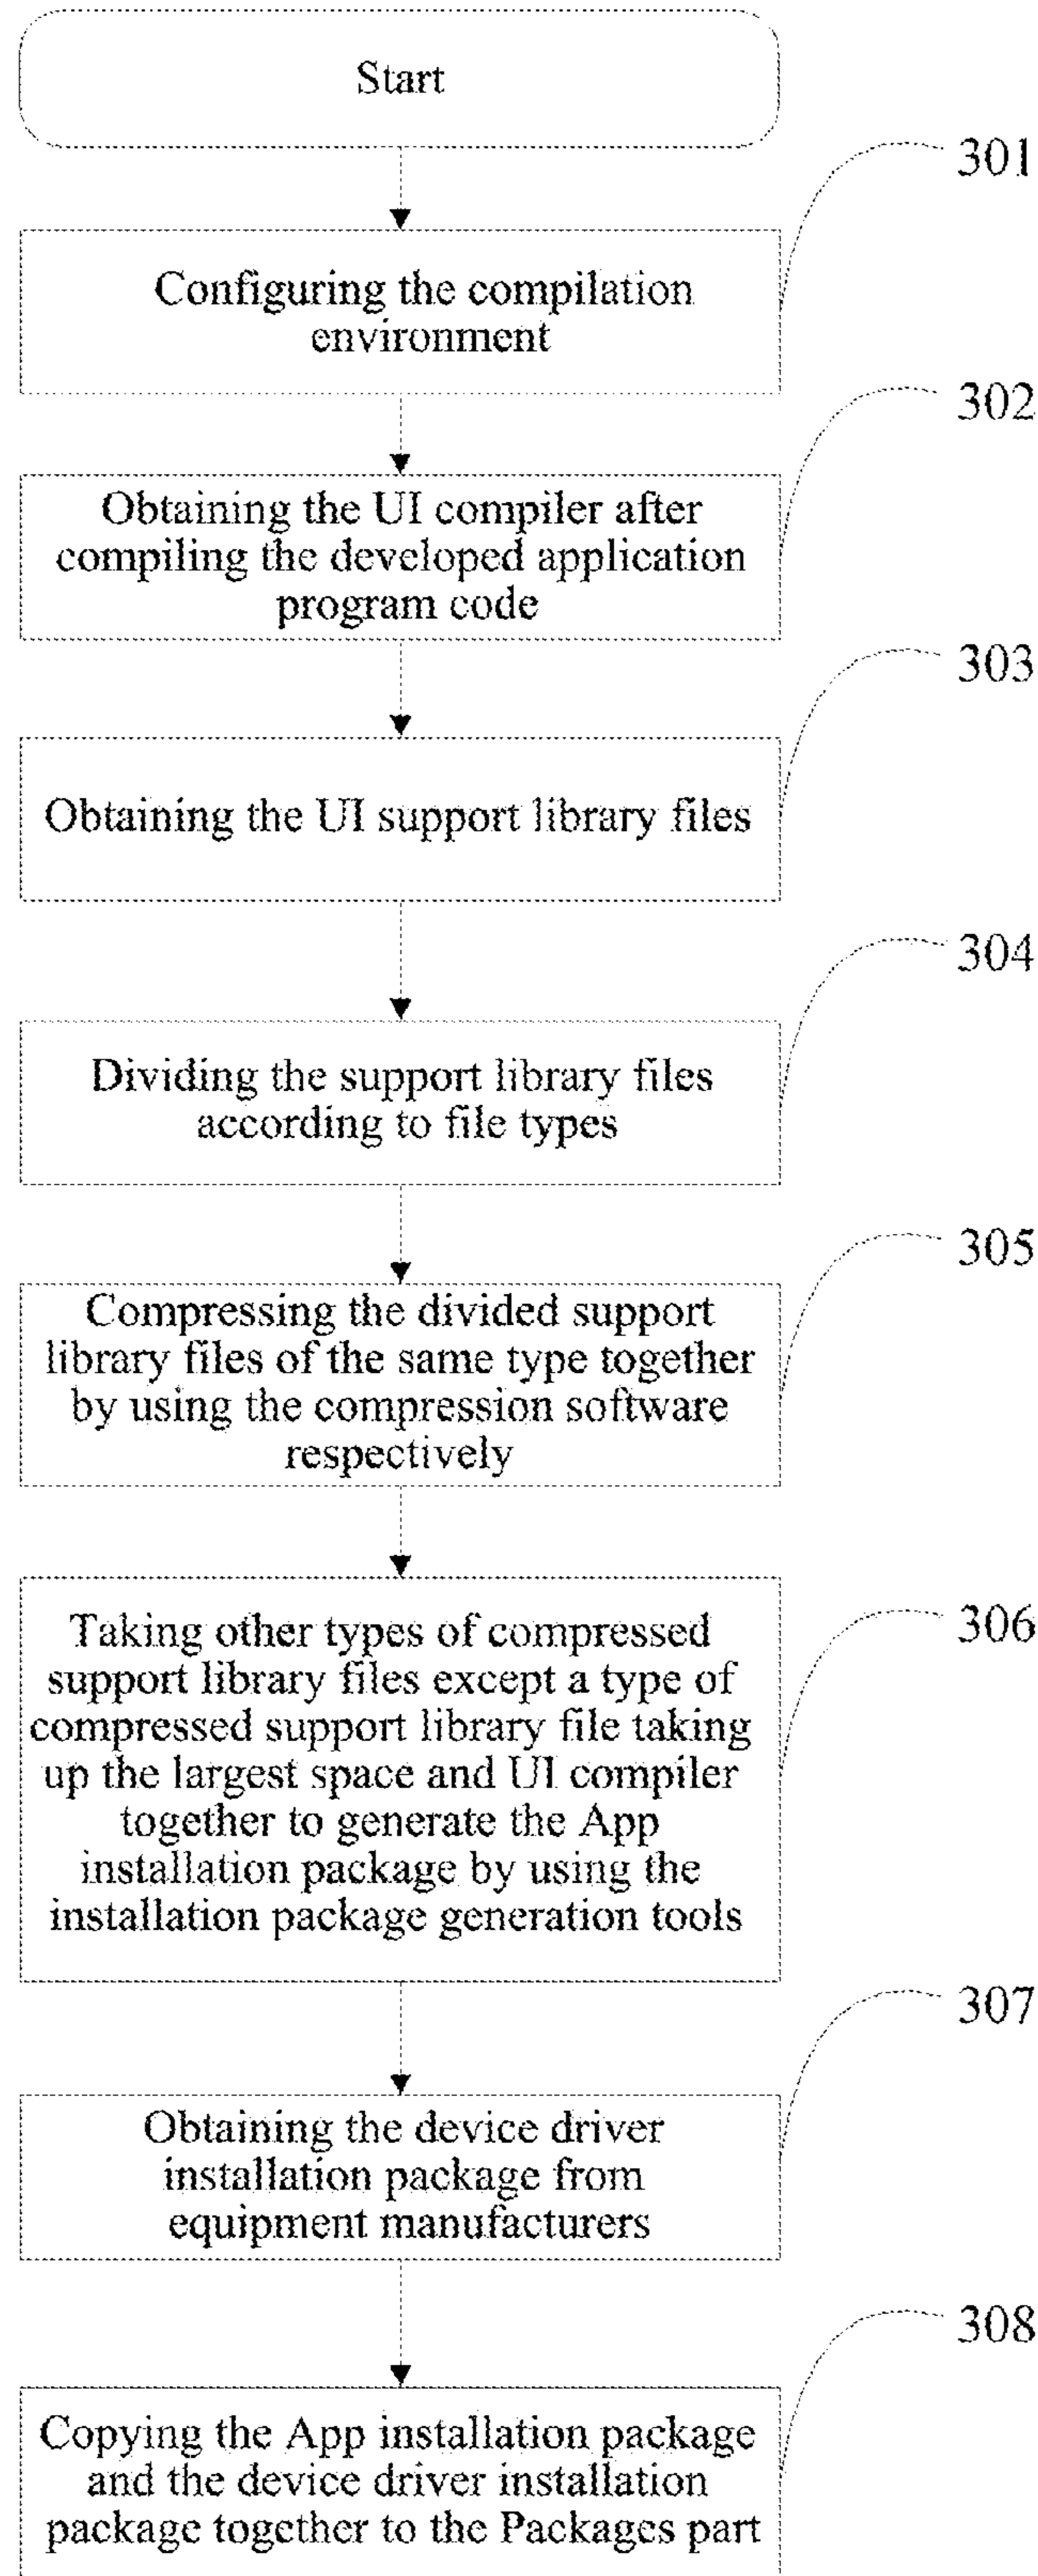 Start
301
Configuring the compilation
environment
302
Obtaining the UI compiler after
compiling the developed application
program code
303
Obtaining the UI support library files
304
Dividing the support library files
according to file types
305
Compressing the divided support
library files of the same type together
by using the compression software
respectively
306
Taking other types of compressed
support library files except a type of
compressed support library file taking
up the largest space and UI compiler
together to generate the App
installation package by using the
installation package generation tools
307
Obtaining the device driver
installation package from
equipment manufacturers
308
Copying the App installation package
and the device driver installation
package together to the Packages part